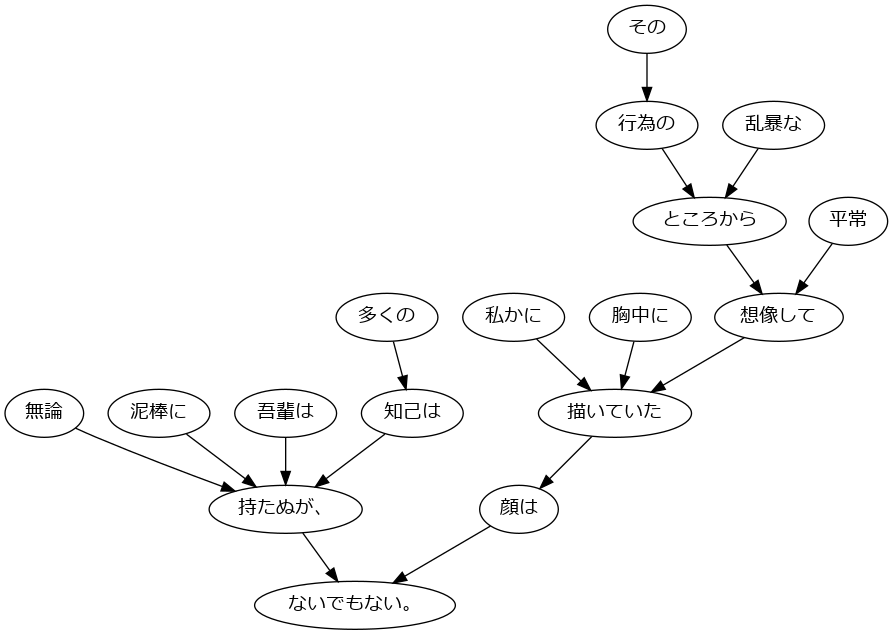 その
行為の
乱暴な
ところから
平常
多くの
私かに
胸中に
想像して
無論
泥棒に
吾輩は
知己は
描いていた
持たぬが、
顔は
ないでもない。